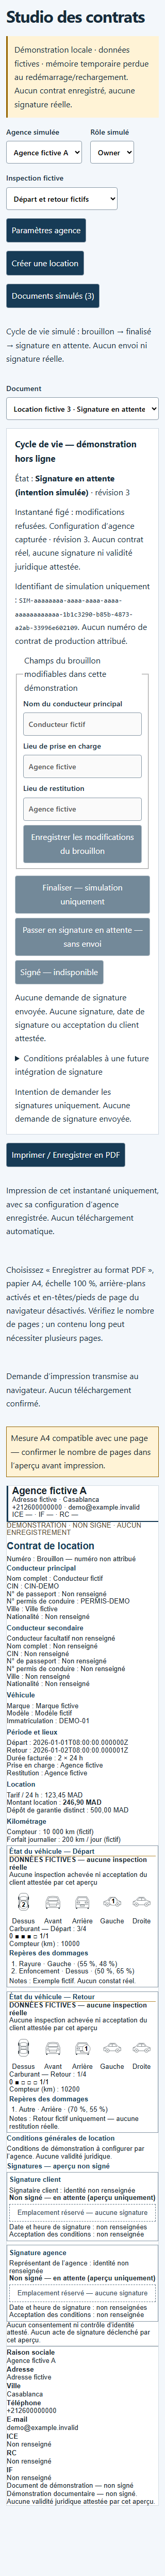 Studio des contrats
Démonstration locale · données
fictives · mémoire temporaire perdue
au redémarrage/rechargement.
Aucun contrat enregistré, aucune
signature réelle.
Agence simulée
Rôle simulé
Agence fictive A
Owner
Inspection fictive
Départ et retour fictifs
Paramètres agence
Créer une location
Documents simulés (3)
Cycle de vie simulé : brouillon → finalisé
→ signature en attente. Aucun envoi ni
signature réelle.
Document
Location fictive 3 · Signature en attente
Cycle de vie — démonstration
hors ligne
État : Signature en attente
(intention simulée) · révision 3
Instantané figé : modifications
refusées. Configuration d’agence
capturée · révision 3. Aucun contrat
réel, aucune signature ni validité
juridique attestée.
Identifiant de simulation uniquement
: SIM-aaaaaaaa-aaaa-aaaa-aaaa-
aaaaaaaaaaaa-1b1c3290-b85b-4873-
a2ab-33996e602109. Aucun numéro de
contrat de production attribué.
Champs du brouillon
modifiables dans cette
démonstration
Nom du conducteur principal
Conducteur fictif
Lieu de prise en charge
Agence fictive
Lieu de restitution
Agence fictive
Enregistrer les modifications
du brouillon
Finaliser — simulation
uniquement
Passer en signature en attente —
sans envoi
Signé — indisponible
Aucune demande de signature
envoyée. Aucune signature, date de
signature ou acceptation du client
attestée.
▶ Conditions préalables à une future
intégration de signature
Intention de demander les
signatures uniquement. Aucune
demande de signature envoyée.
Imprimer / Enregistrer en PDF
Impression de cet instantané uniquement,
avec sa configuration d’agence
enregistrée. Aucun téléchargement
automatique.
Choisissez « Enregistrer au format PDF »,
papier A4, échelle 100 %, arrière-plans
activés et en-têtes/pieds de page du
navigateur désactivés. Vérifiez le nombre
de pages ; un contenu long peut
nécessiter plusieurs pages.
Demande d’impression transmise au
navigateur. Aucun téléchargement
confirmé.
Mesure A4 compatible avec une page
— confirmer le nombre de pages dans
l’aperçu avant impression.
Agence fictive A
Adresse fictive · Casablanca
+212600000000 · demo@example.invalid
ICE — · IF — · RC —
DÉMONSTRATION · NON SIGNÉ · AUCUN
ENREGISTREMENT
Contrat de location
Numéro : Brouillon — numéro non attribué
Conducteur principal
Nom complet : Conducteur fictif
CIN : CIN-DEMO
N° de passeport : Non renseigné
N° permis de conduire : PERMIS-DEMO
Ville : Ville fictive
Nationalité : Non renseigné
Conducteur secondaire
Conducteur facultatif non renseigné
Nom complet : Non renseigné
CIN : Non renseigné
N° de passeport : Non renseigné
N° permis de conduire : Non renseigné
Ville : Non renseigné
Nationalité : Non renseigné
Véhicule
Marque : Marque fictive
Modèle : Modèle fictif
Immatriculation : DEMO-01
Période et lieux
Départ : 2026-01-01T08:00:00.000000Z
Retour : 2026-01-02T08:00:00.000001Z
Durée facturée : 2 × 24 h
Prise en charge : Agence fictive
Restitution : Agence fictive
Location
Tarif / 24 h : 123,45 MAD
Montant location : 246,90 MAD
Dépôt de garantie distinct : 500,00 MAD
Kilométrage
Compteur : 10 000 km (fictif)
Forfait journalier : 200 km / jour (fictif)
État du véhicule — Départ
DONNÉES FICTIVES — aucune inspection
réelle
Aucune inspection achevée ni acceptation du
client attestée par cet aperçu
2
1
Dessus Avant Arrière Gauche Droite
Carburant — Départ : 3/4
0 ■ ■ ■ □ 1/1
Compteur (km) : 10000
Repères des dommages
1. Rayure · Gauche (55 %, 48 %)
2. Enfoncement · Dessus (50 %, 65 %)
Notes : Exemple fictif. Aucun constat réel.
État du véhicule — Retour
DONNÉES FICTIVES — aucune inspection
réelle
Aucune inspection achevée ni acceptation du
client attestée par cet aperçu
1
Dessus Avant Arrière Gauche Droite
Carburant — Retour : 1/4
0 ■ □ □ □ 1/1
Compteur (km) : 10200
Repères des dommages
1. Autre · Arrière (70 %, 55 %)
Notes : Retour fictif uniquement — aucune
restitution réelle.
Conditions générales de location
Conditions de démonstration à configurer par
l’agence. Aucune validité juridique.
Signatures — aperçu non signé
Signature client
Signataire client : identité non renseignée
Non signé — en attente (aperçu uniquement)
Emplacement réservé — aucune signature
Date et heure de signature : non renseignées
Acceptation des conditions : non renseignée
Signature agence
Représentant de l’agence : identité non
renseignée
Non signé — en attente (aperçu uniquement)
Emplacement réservé — aucune signature
Date et heure de signature : non renseignées
Acceptation des conditions : non renseignée
Aucun consentement ni contrôle d’identité
attesté. Aucun acte de signature déclenché par
cet aperçu.
Raison sociale
Agence fictive A
Adresse
Adresse fictive
Ville
Casablanca
Téléphone
+212600000000
E-mail
demo@example.invalid
ICE
Non renseigné
RC
Non renseigné
IF
Non renseigné
Document de démonstration — non signé
Démonstration documentaire — non signé.
Aucune validité juridique attestée par cet aperçu.